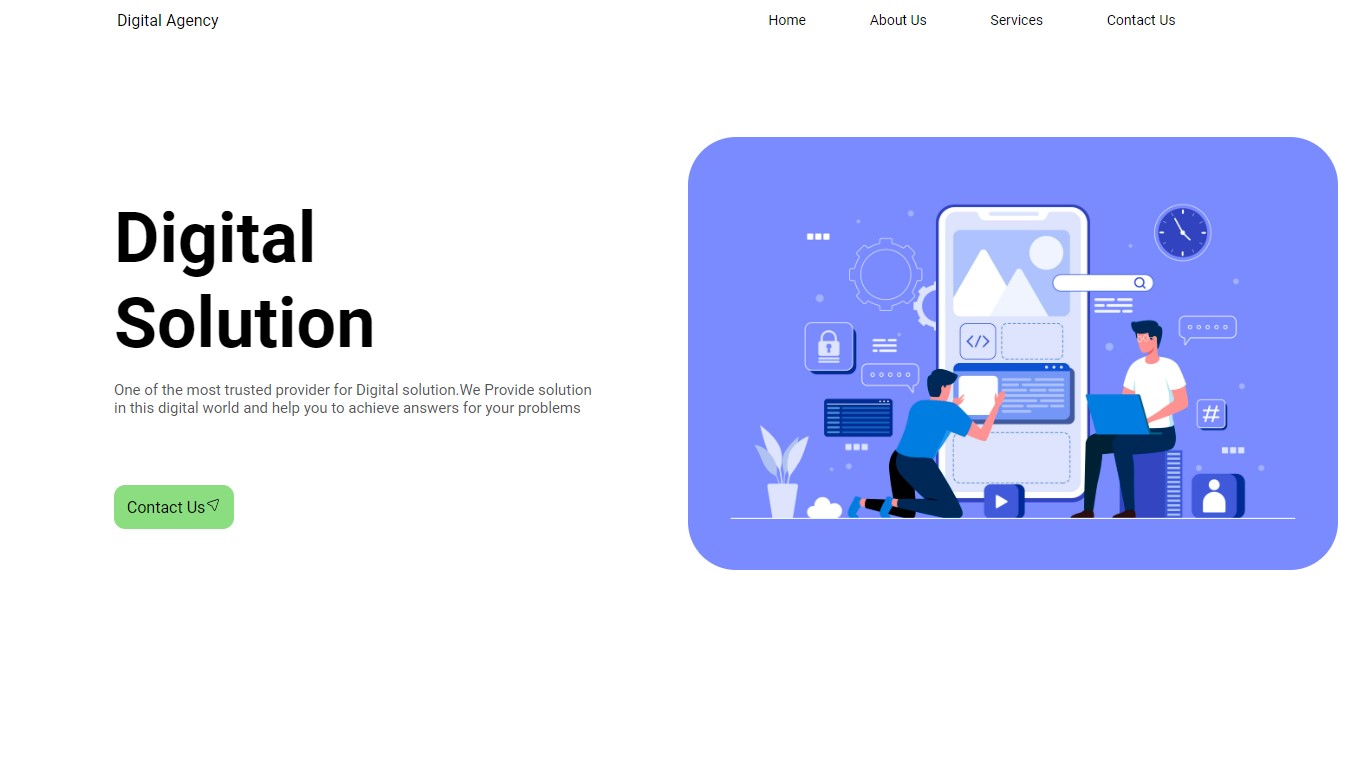 Digital Agency
Home
About Us
Services
Contact Us
Digital
Solution
One of the most trusted provider for Digital solution.We Provide solution
in this digital world and help you to achieve answers for your problems
Contact Us
</>
#